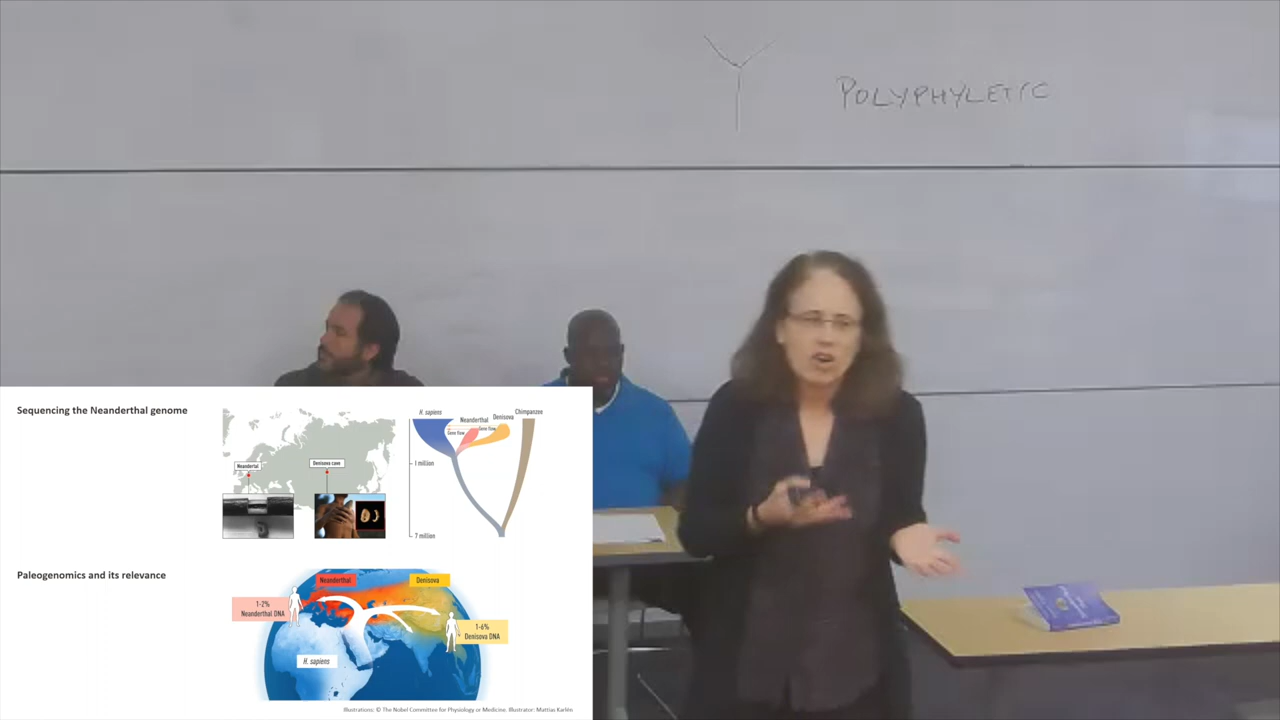 POLYPHYLETIC
Sequencing the Neanderthal genome
Neandertal
Denisova cave
H. sapiens
Neanderthal
Denisova
Chimpanzee
Gene flow
Gene flow
1 million
7 million
Paleogenomics and its relevance
Neanderthal
Denisova
1-2%
Neanderthal DNA
1-6%
Denisova DNA
H. sapiens
Illustrations: © The Nobel Committee for Physiology or Medicine. Illustrator: Mattias Karlén